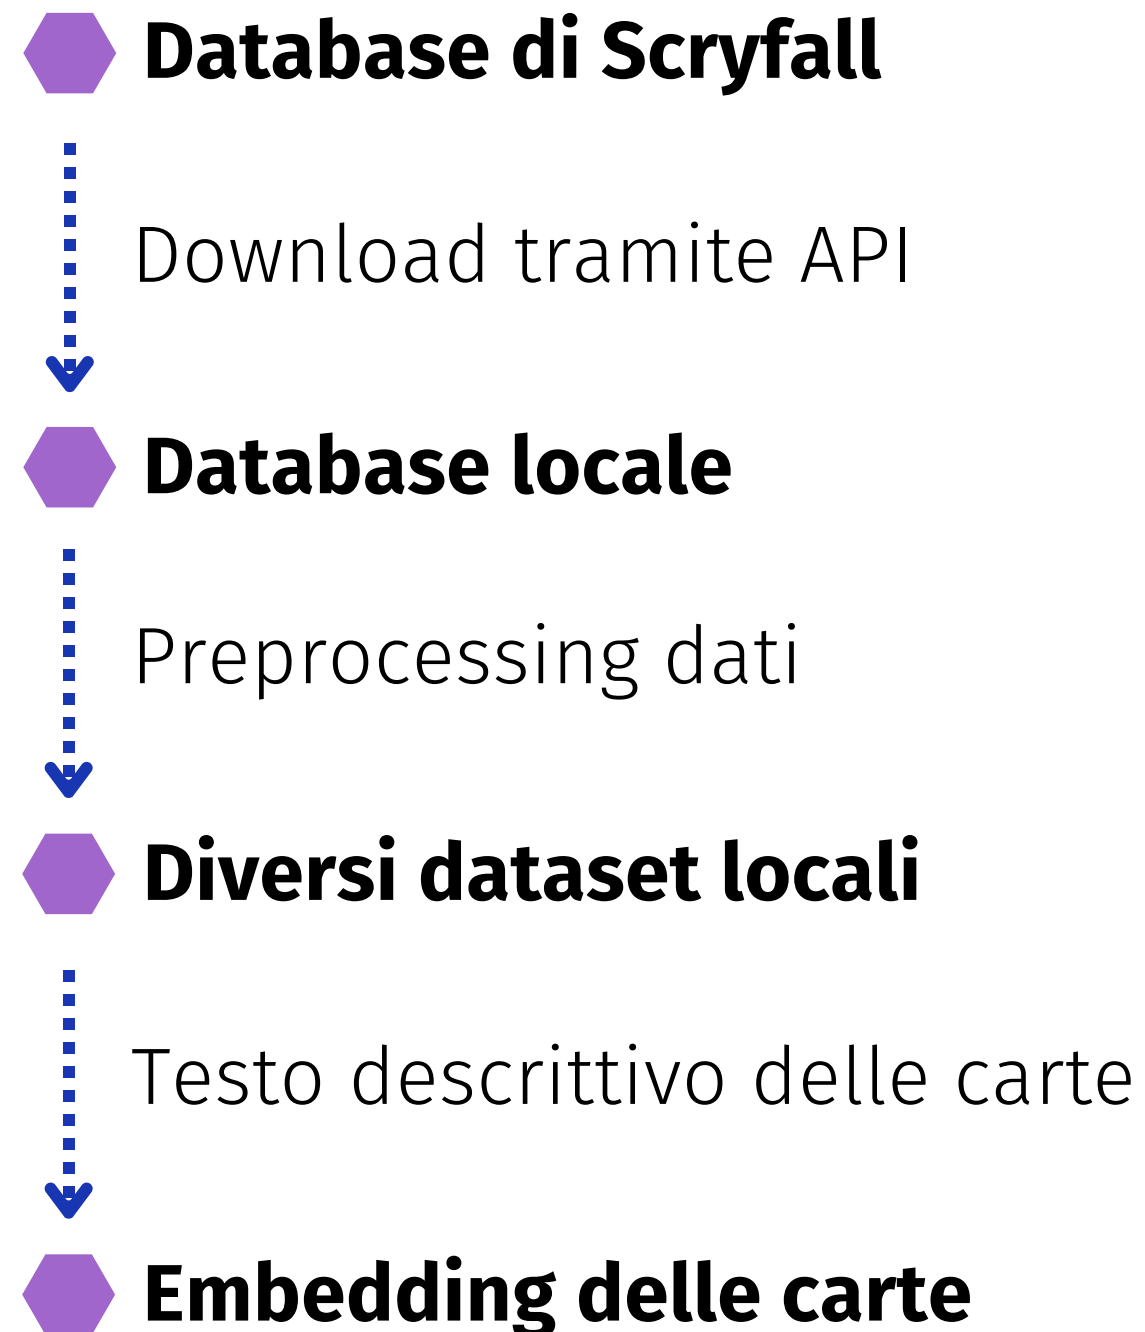 Database di Scryfall
Download tramite API
Database locale
Preprocessing dati
Diversi dataset locali
Testo descrittivo delle carte
Embedding delle carte